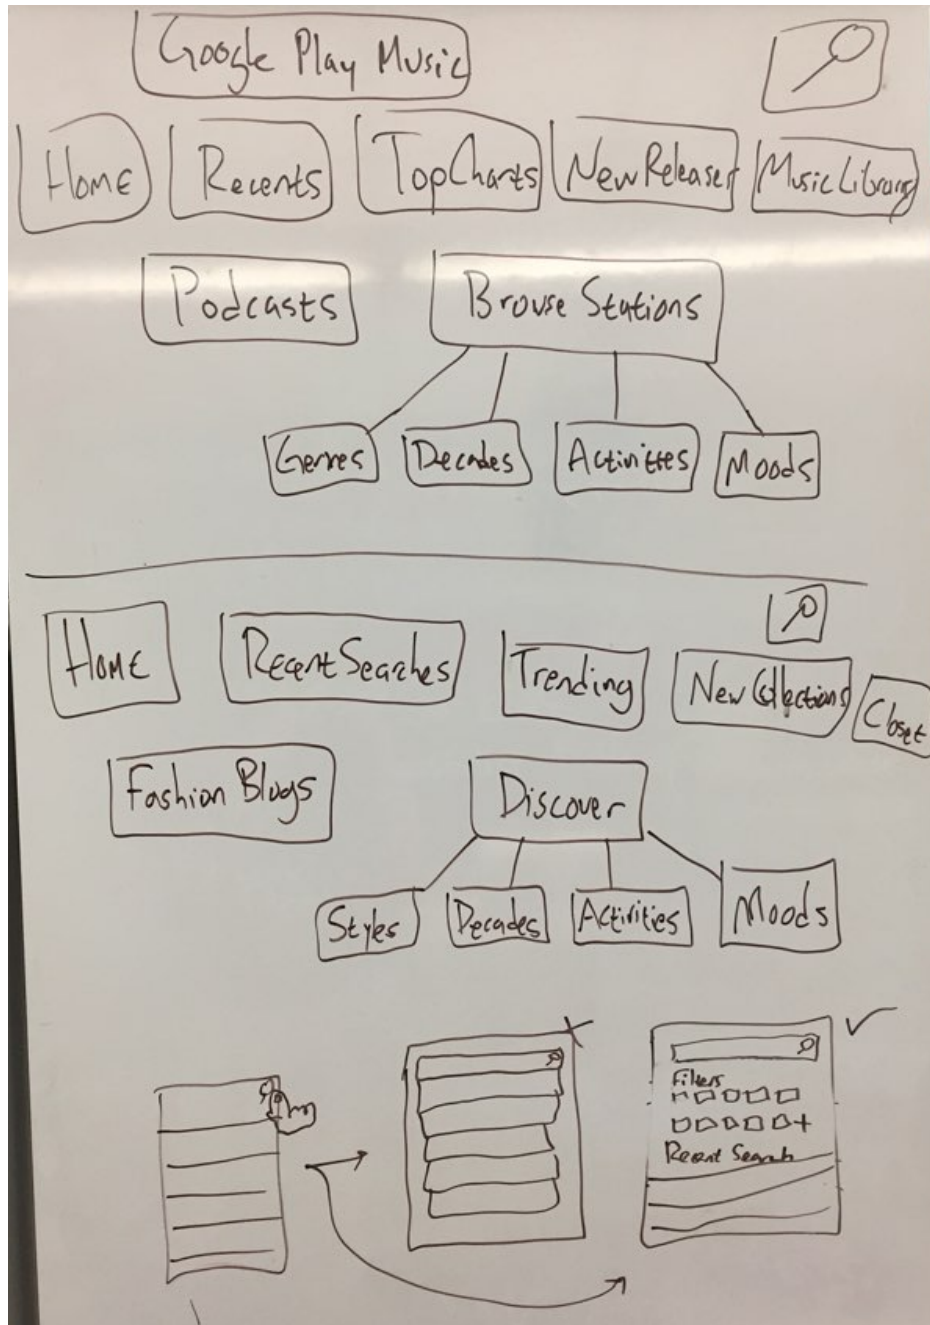 Google Play Music
Home Recents TopCharts New Releases Music Library
Podcasts Browse Stations
Genres Decades Activities Moods
Home Recent Searches Trending New Collections Closet
Fashion Blogs Discover
Styles Decades Activities Moods
Filters
Recent Search